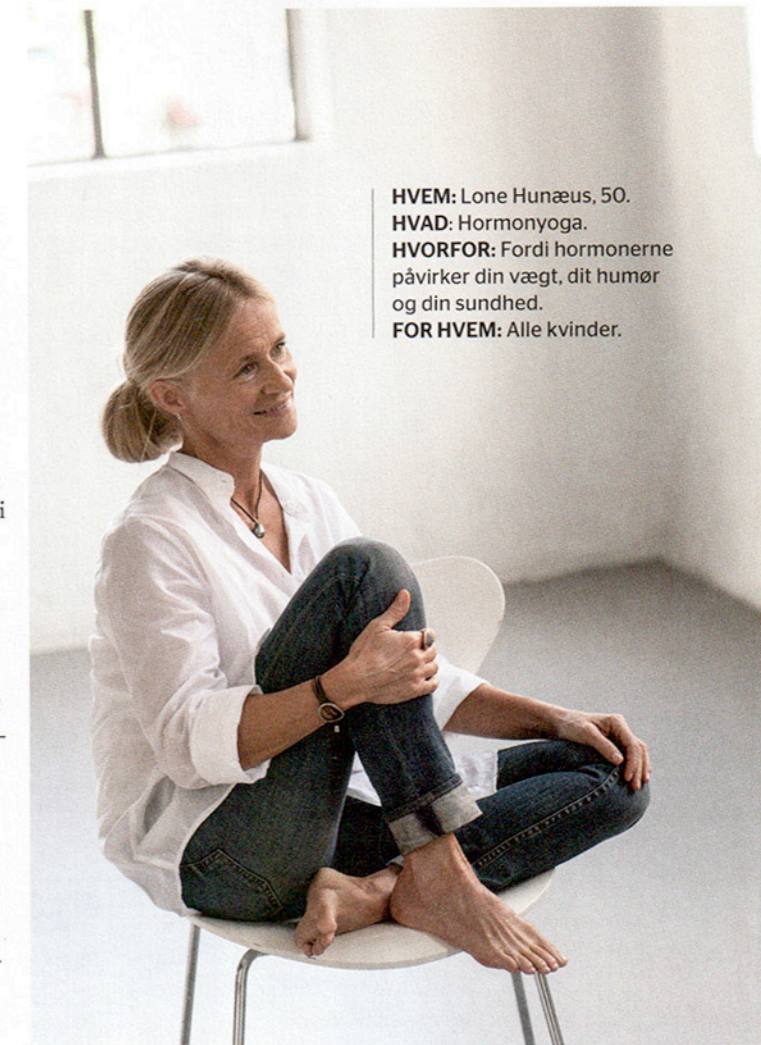 HVEM: Lone Hunæus, 50.
HVAD: Hormonyoga.
HVORFOR: Fordi hormonerne
påvirker din vægt, dit humør
og din sundhed.
FOR HVEM: Alle kvinder.
i